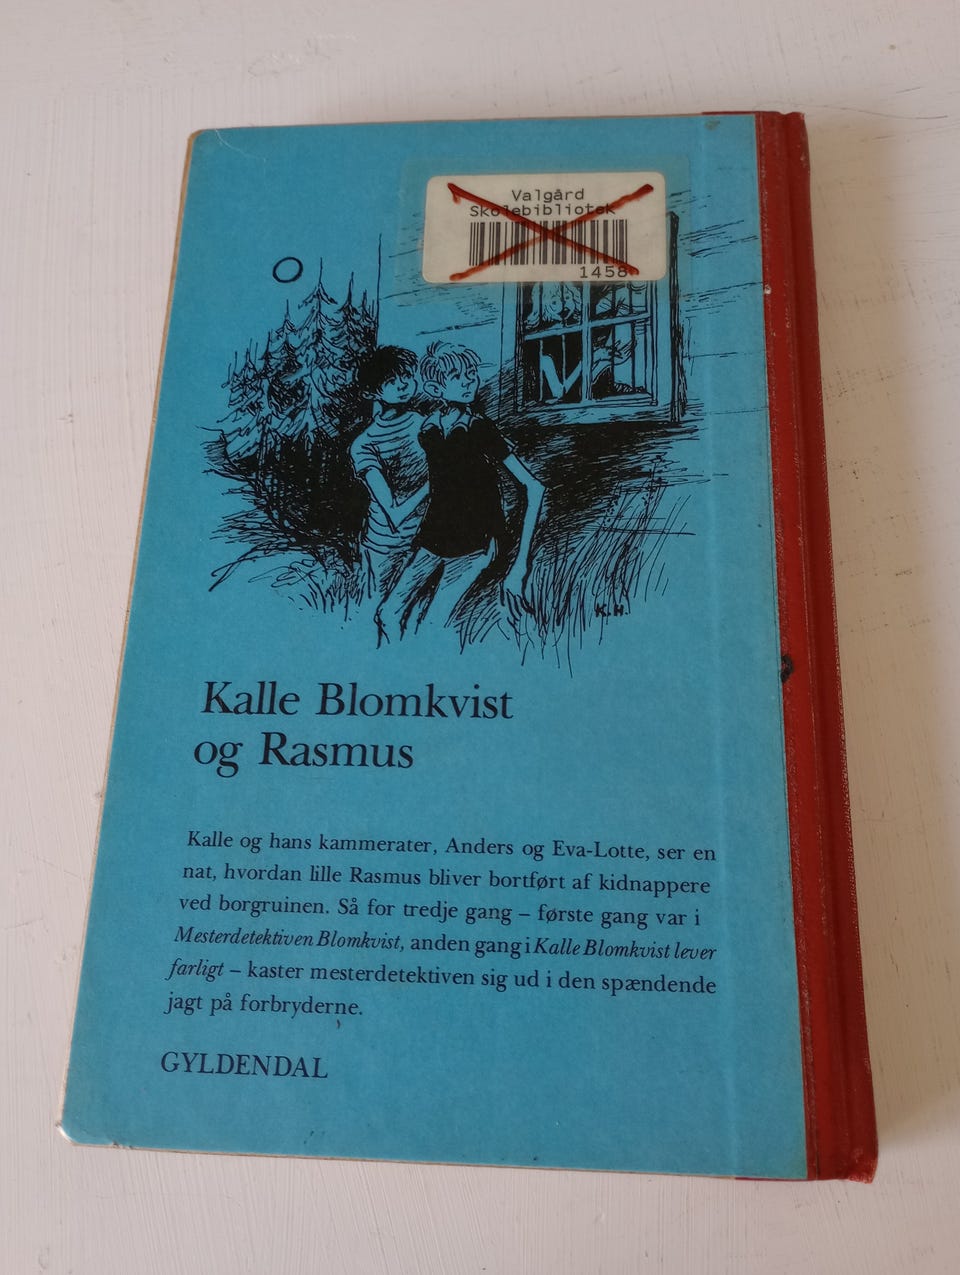 Valgård
Skolebibliotek
1458
K.H.
Kalle Blomkvist
og Rasmus
Kalle og hans kammerater, Anders og Eva-Lotte, ser en
nat, hvordan lille Rasmus bliver bortført af kidnappere
ved borgruinen. Så for tredje gang – første gang var i
Mesterdetektiven Blomkvist, anden gang i Kalle Blomkvist lever
farligt – kaster mesterdetektiven sig ud i den spændende
jagt på forbryderne.
GYLDENDAL